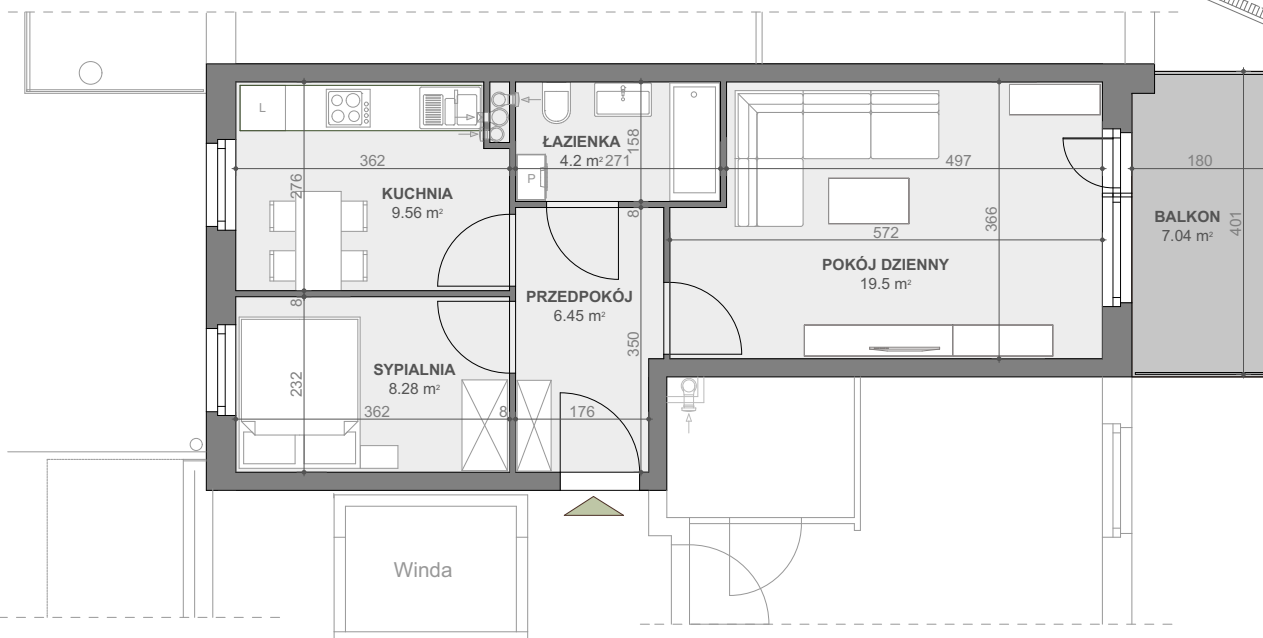 L
362
276
KUCHNIA
9.56 m²
ŁAZIENKA
4.2 m²
271
158
P
8
497
366
572
POKÓJ DZIENNY
19.5 m²
180
BALKON
7.04 m²
401
PRZEDPOKÓJ
6.45 m²
350
176
8
SYPIALNIA
8.28 m²
232
362
8
Winda